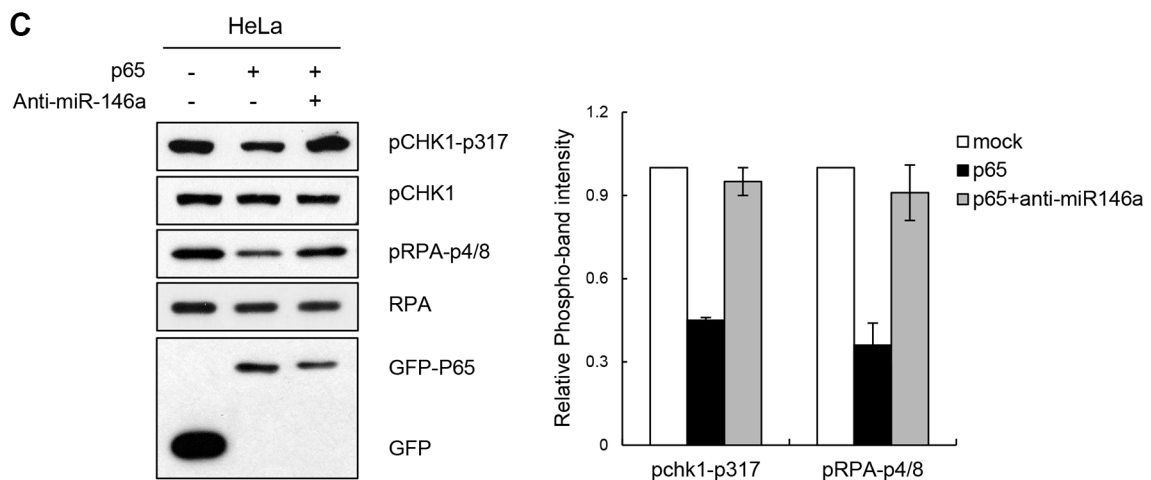 C
HeLa
p65 - + +
Anti-miR-146a - - +
pCHK1-p317
pCHK1
pRPA-p4/8
RPA
GFP-P65
GFP
Relative Phospho-band intensity
1.2
0.9
0.6
0.3
0
pchk1-p317 pRPA-p4/8
mock
p65
p65+anti-miR146a